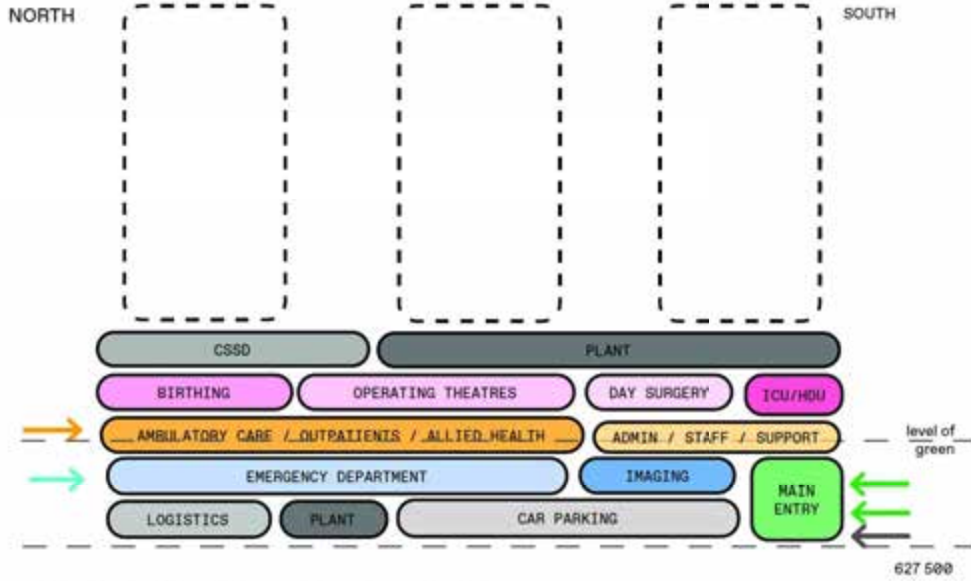 NORTH
SOUTH
CSSD
PLANT
BIRTHING
OPERATING THEATRES
DAY SURGERY
ICU/HDU
AMBULATORY CARE / OUTPATIENTS / ALLIED HEALTH
ADMIN / STAFF / SUPPORT
level of
green
EMERGENCY DEPARTMENT
IMAGING
MAIN
ENTRY
LOGISTICS
PLANT
CAR PARKING
627 500